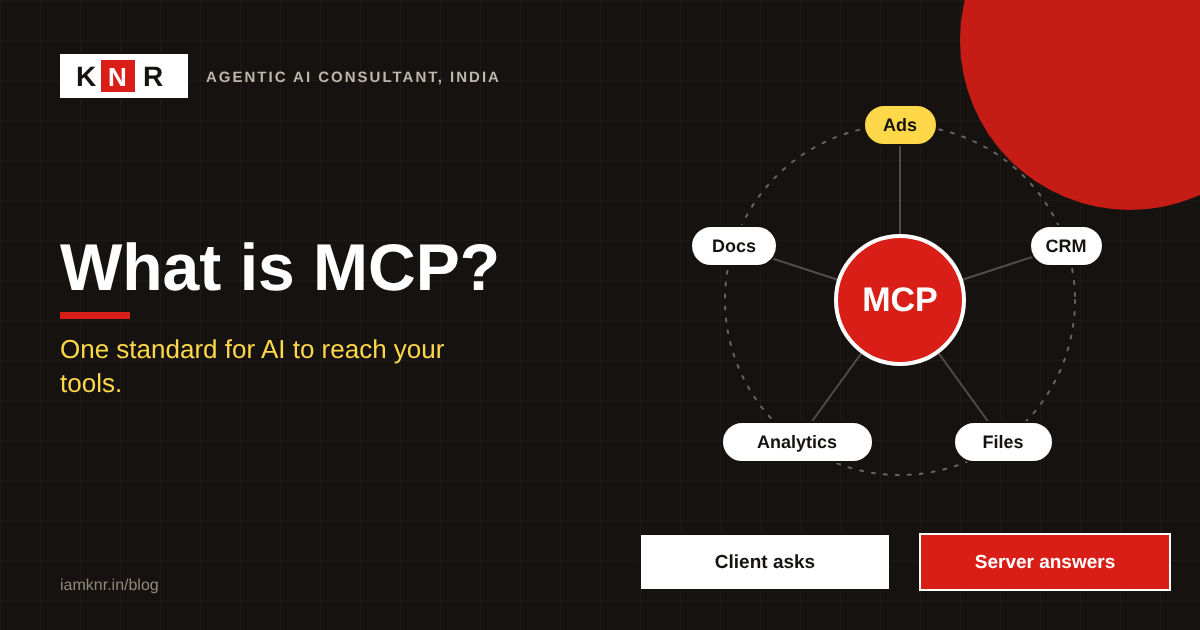 KNR
AGENTIC AI CONSULTANT, INDIA
What is MCP?
One standard for AI to reach your
tools.
Ads
Docs
CRM
MCP
Analytics
Files
Client asks
Server answers
iamknr.in/blog